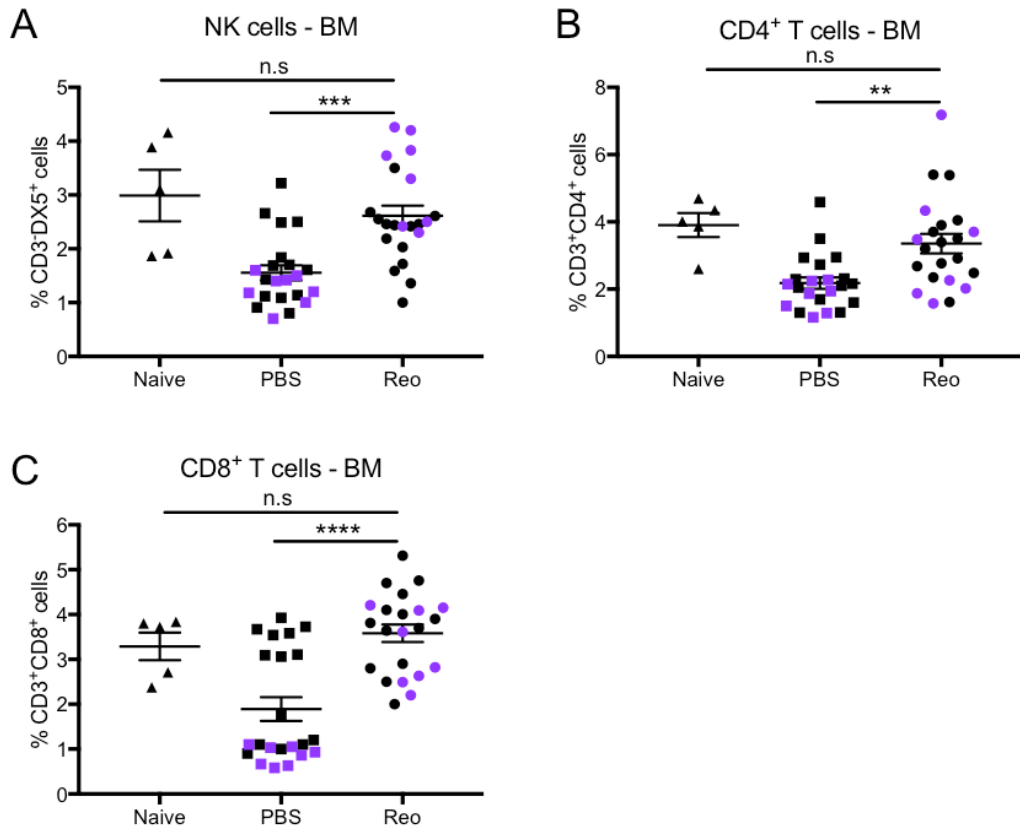 A
NK cells - BM
n.s
***
% CD3⁻DX5⁺ cells
5
4
3
2
1
0
Naive PBS Reo
B
CD4⁺ T cells - BM
n.s
**
% CD3⁺CD4⁺ cells
8
6
4
2
0
Naive PBS Reo
C
CD8⁺ T cells - BM
n.s
****
% CD3⁺CD8⁺ cells
6
5
4
3
2
1
0
Naive PBS Reo